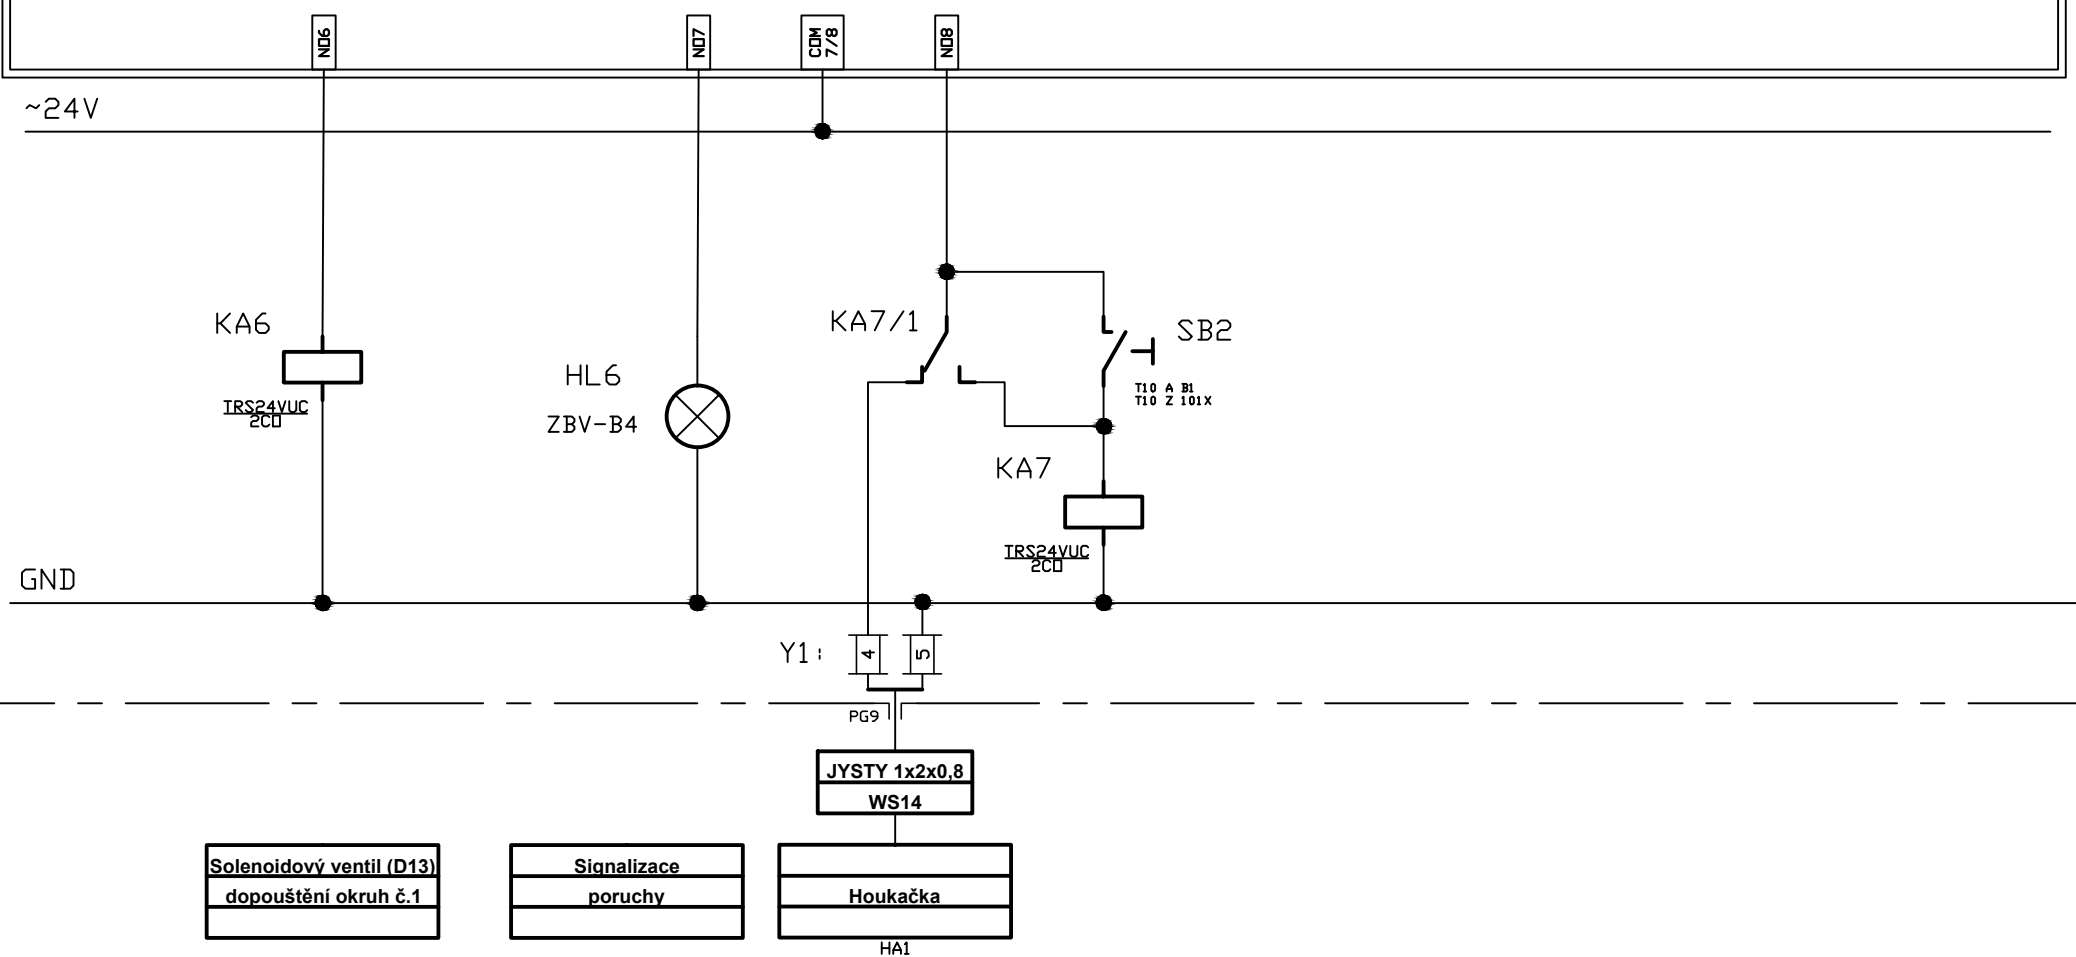 NO6
NO7
COM
7/8
NO8
~24V
KA6
TRS24VUC
2CO
HL6
ZBV-B4
KA7/1
SB2
T10 A B1
T10 Z 101X
KA7
TRS24VUC
2CO
GND
Y1:
4
5
PG9
JYSTY 1x2x0,8
WS14
Solenoidový ventil (D13)
dopouštění okruh č.1
Signalizace
poruchy
Houkačka
HA1